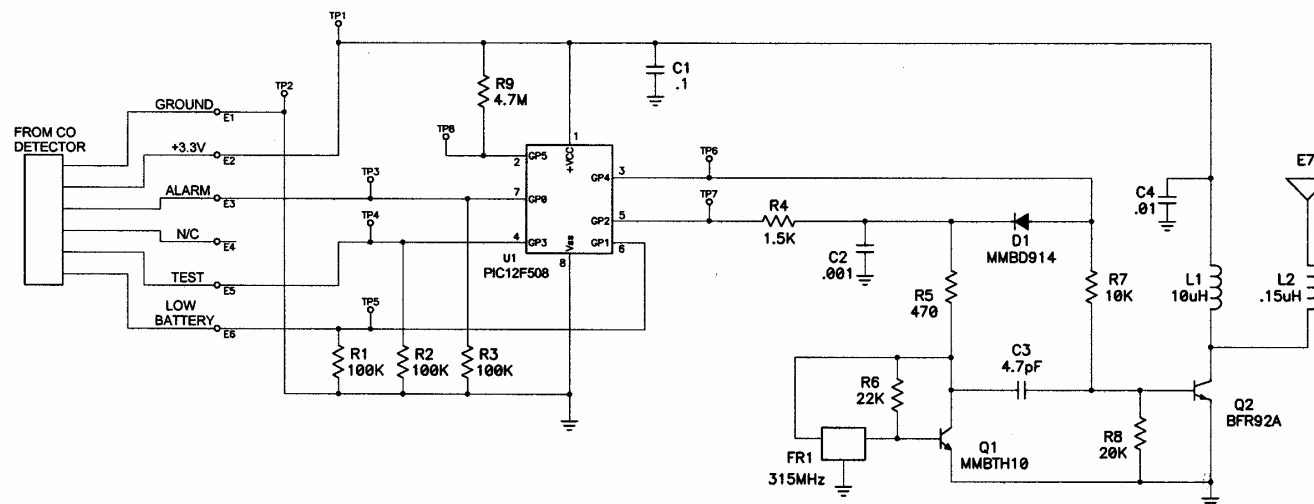 TP1
TP2
GROUND
E1
FROM CO
DETECTOR
+3.3V
E2
ALARM
E3
N/C
E4
TEST
E5
LOW
BATTERY
E6
TP3
TP4
TP5
R1
100K
R2
100K
R3
100K
R9
4.7M
TP8
C1
.1
1
+VCC
2
GP5
7
GP0
4
GP3
GP4
3
GP2
5
GP1
6
Vss
8
U1
PIC12F508
TP6
TP7
R4
1.5K
C2
.001
D1
MMBD914
R5
470
R7
10K
C3
4.7pF
R6
22K
FR1
315MHz
Q1
MMBTH10
R8
20K
Q2
BFR92A
C4
.01
L1
10uH
L2
.15uH
E7